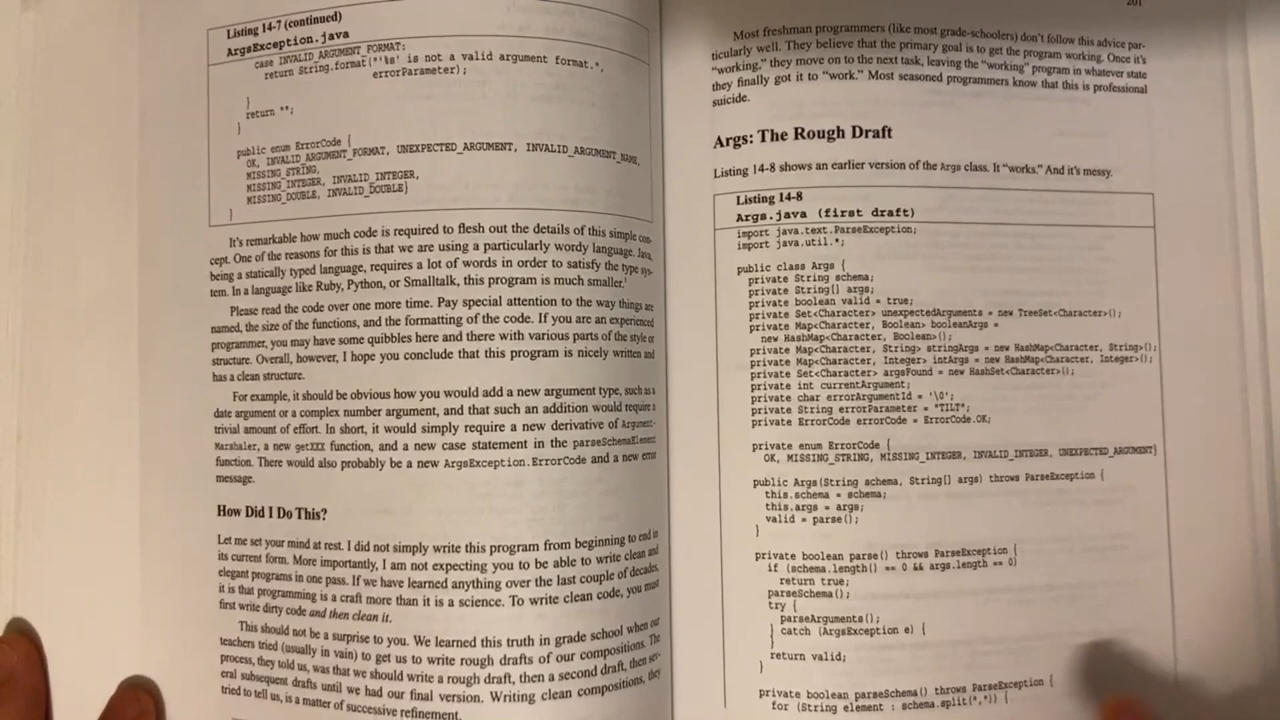 Listing 14-7 (continued)
ArgsException.java
case INVALID_ARGUMENT_FORMAT:
return String.format("'%s' is not a valid argument format.",
errorParameter);
}
return "";
}
public enum ErrorCode {
OK, INVALID_ARGUMENT_FORMAT, UNEXPECTED_ARGUMENT, INVALID_ARGUMENT_NAME,
MISSING_STRING,
MISSING_INTEGER, INVALID_INTEGER,
MISSING_DOUBLE, INVALID_DOUBLE}
}
It's remarkable how much code is required to flesh out the details of this simple con-
cept. One of the reasons for this is that we are using a particularly wordy language. Java,
being a statically typed language, requires a lot of words in order to satisfy the type sys-
tem. In a language like Ruby, Python, or Smalltalk, this program is much smaller.¹
Please read the code over one more time. Pay special attention to the way things are
named, the size of the functions, and the formatting of the code. If you are an experienced
programmer, you may have some quibbles here and there with various parts of the style or
structure. Overall, however, I hope you conclude that this program is nicely written and
has a clean structure.
For example, it should be obvious how you would add a new argument type, such as a
date argument or a complex number argument, and that such an addition would require a
trivial amount of effort. In short, it would simply require a new derivative of Argument-
Marshaler, a new getXXX function, and a new case statement in the parseSchemaElement
function. There would also probably be a new ArgsException.ErrorCode and a new error
message.
How Did I Do This?
Let me set your mind at rest. I did not simply write this program from beginning to end in
its current form. More importantly, I am not expecting you to be able to write clean and
elegant programs in one pass. If we have learned anything over the last couple of decades,
it is that programming is a craft more than it is a science. To write clean code, you must
first write dirty code and then clean it.
This should not be a surprise to you. We learned this truth in grade school when our
teachers tried (usually in vain) to get us to write rough drafts of our compositions. The
process, they told us, was that we should write a rough draft, then a second draft, then sev-
eral subsequent drafts until we had our final version. Writing clean compositions, they
tried to tell us, is a matter of successive refinement.
201
Most freshman programmers (like most grade-schoolers) don't follow this advice par-
ticularly well. They believe that the primary goal is to get the program working. Once it's
"working," they move on to the next task, leaving the "working" program in whatever state
they finally got it to "work." Most seasoned programmers know that this is professional
suicide.
Args: The Rough Draft
Listing 14-8 shows an earlier version of the Args class. It "works." And it's messy.
Listing 14-8
Args.java (first draft)
import java.text.ParseException;
import java.util.*;
public class Args {
private String schema;
private String[] args;
private boolean valid = true;
private Set<Character> unexpectedArguments = new TreeSet<Character>();
private Map<Character, Boolean> booleanArgs =
new HashMap<Character, Boolean>();
private Map<Character, String> stringArgs = new HashMap<Character, String>();
private Map<Character, Integer> intArgs = new HashMap<Character, Integer>();
private Set<Character> argsFound = new HashSet<Character>();
private int currentArgument;
private char errorArgumentId = '\0';
private String errorParameter = "TILT";
private ErrorCode errorCode = ErrorCode.OK;
private enum ErrorCode {
OK, MISSING_STRING, MISSING_INTEGER, INVALID_INTEGER, UNEXPECTED_ARGUMENT}
public Args(String schema, String[] args) throws ParseException {
this.schema = schema;
this.args = args;
valid = parse();
}
private boolean parse() throws ParseException {
if (schema.length() == 0 && args.length == 0)
return true;
parseSchema();
try {
parseArguments();
} catch (ArgsException e) {
}
return valid;
}
private boolean parseSchema() throws ParseException {
for (String element : schema.split(",")) {